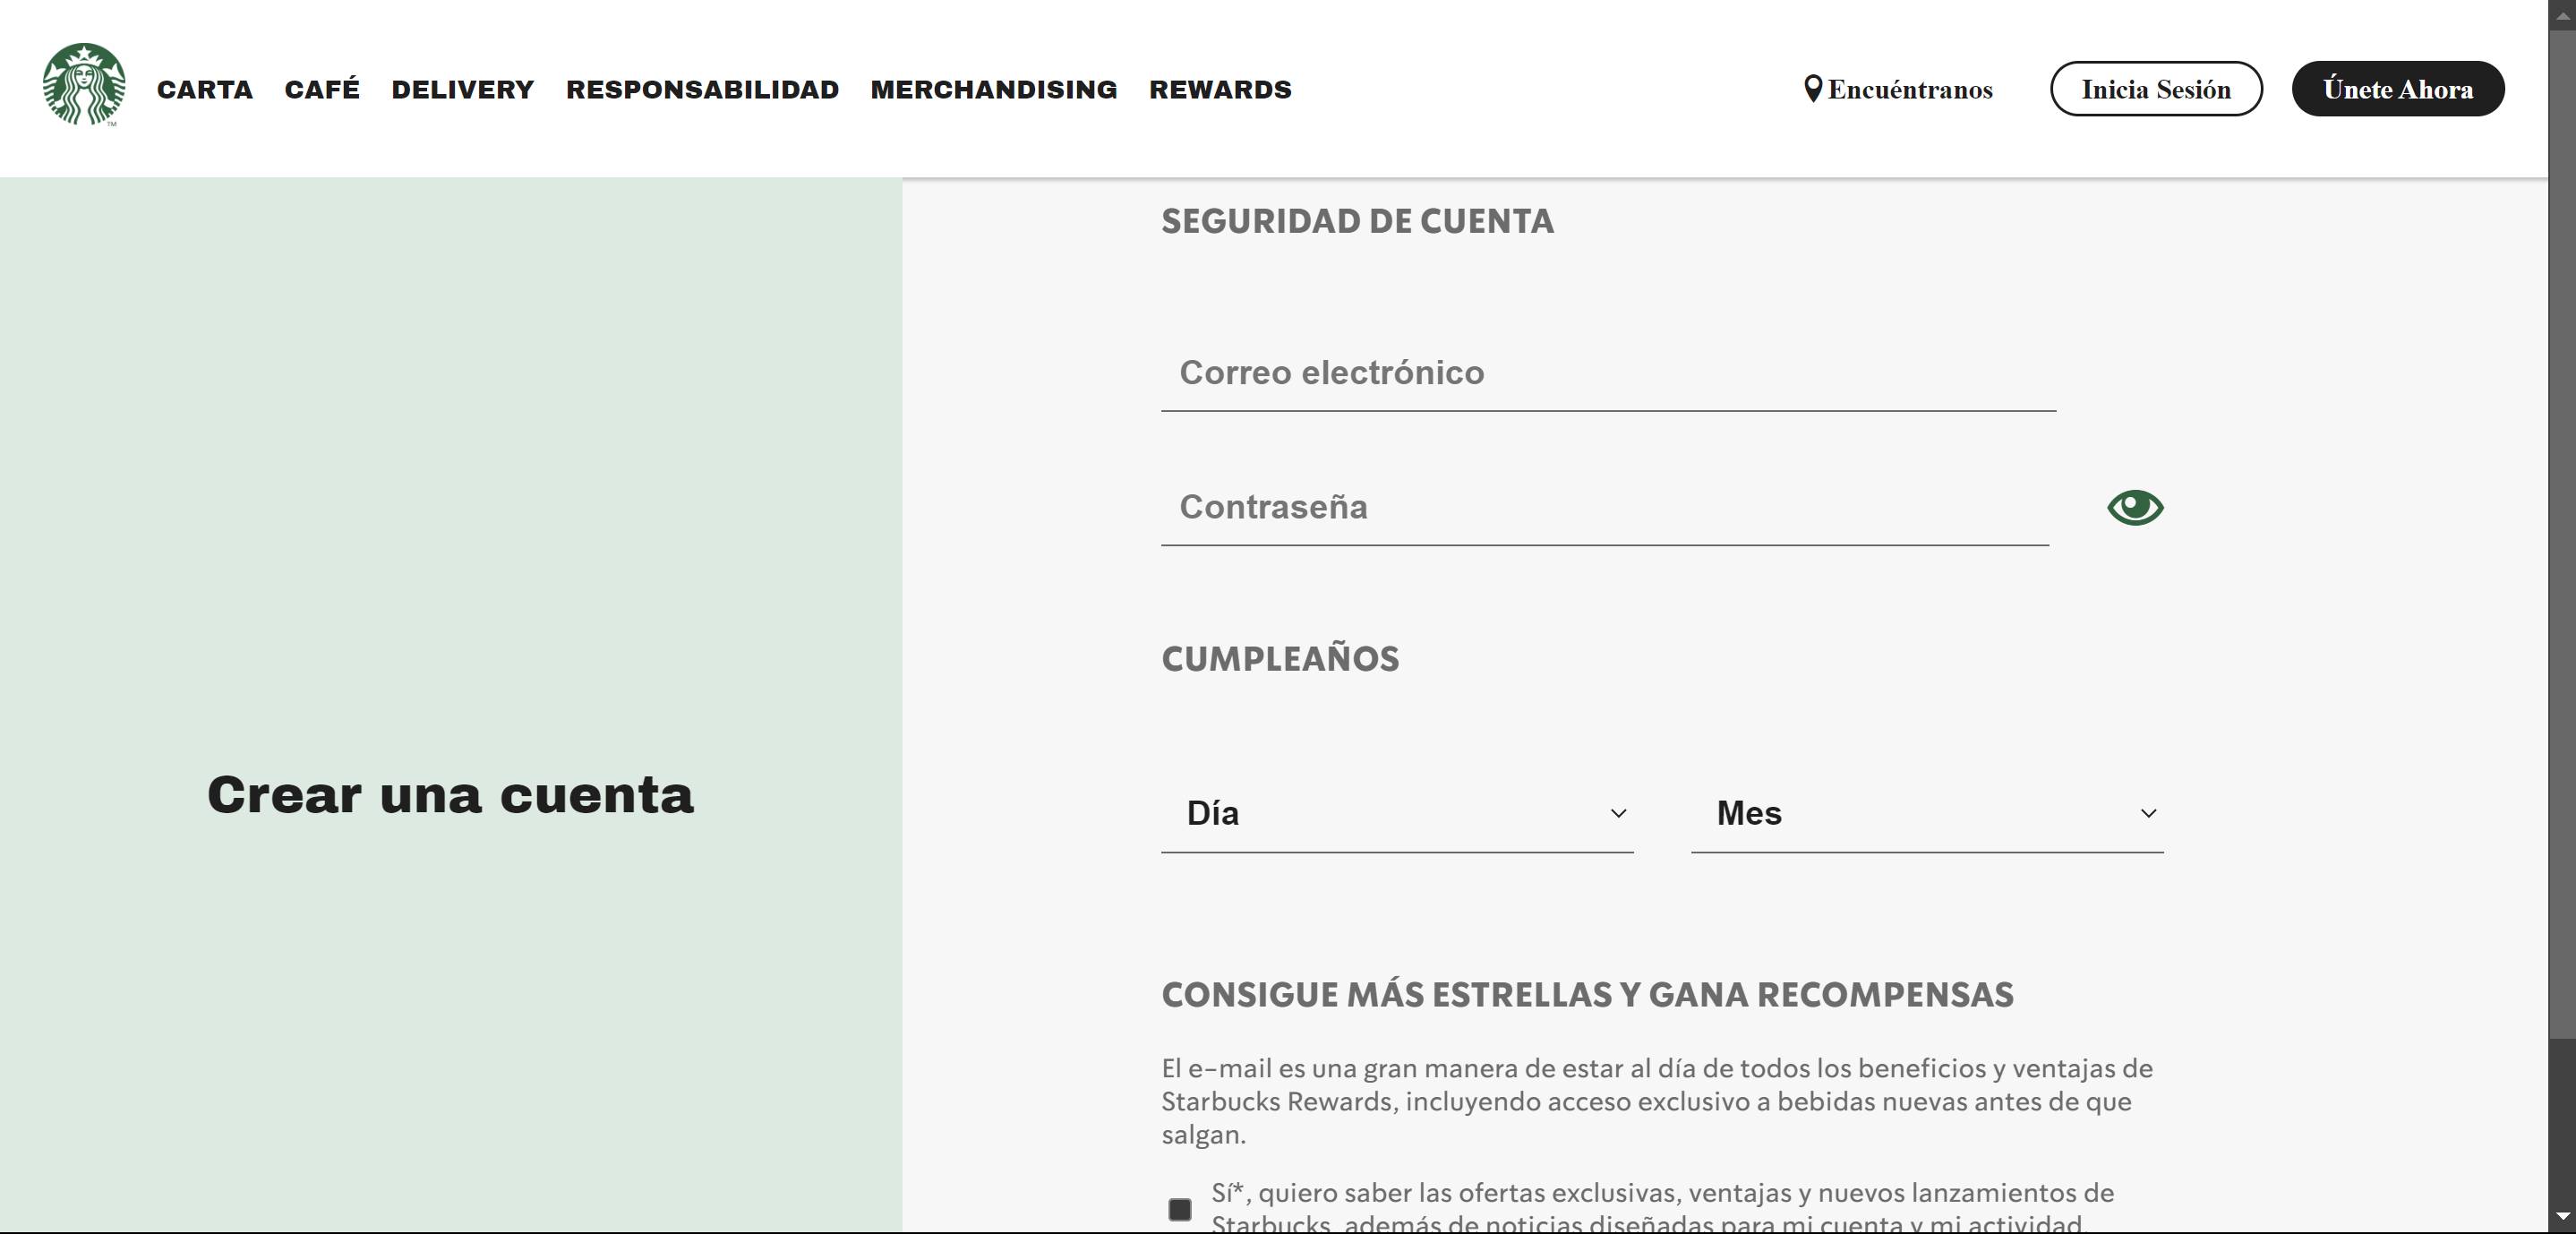 CARTA CAFÉ DELIVERY RESPONSABILIDAD MERCHANDISING REWARDS Encuéntranos Inicia Sesión Únete Ahora
TM
Crear una cuenta
SEGURIDAD DE CUENTA
Correo electrónico
Contraseña
CUMPLEAÑOS
Día Mes
CONSIGUE MÁS ESTRELLAS Y GANA RECOMPENSAS
El e-mail es una gran manera de estar al día de todos los beneficios y ventajas de
Starbucks Rewards, incluyendo acceso exclusivo a bebidas nuevas antes de que
salgan.
Sí*, quiero saber las ofertas exclusivas, ventajas y nuevos lanzamientos de
Starbucks, además de noticias diseñadas para mi cuenta y mi actividad.